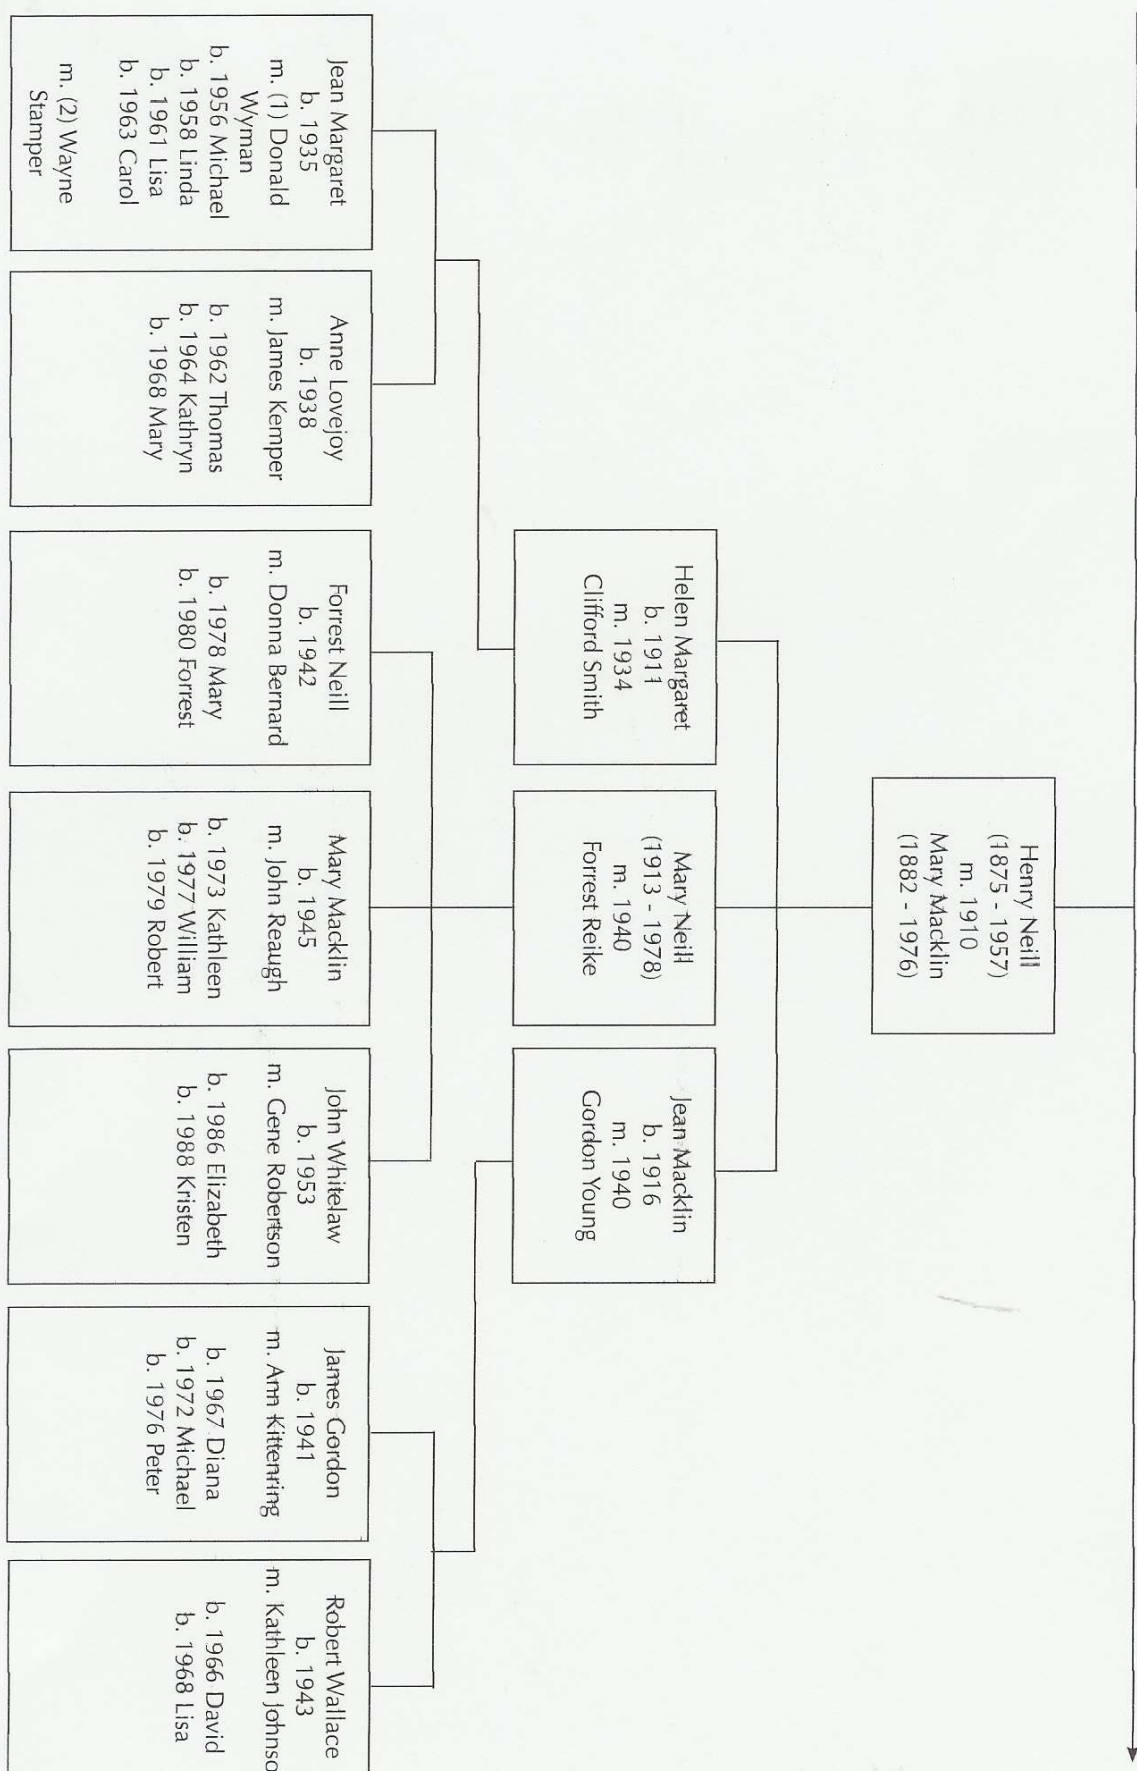 Henry Neill
(1875 - 1957)
m. 1910
Mary Macklin
(1882 - 1976)
Helen Margaret
b. 1911
m. 1934
Clifford Smith
Mary Neill
(1913 - 1978)
m. 1940
Forrest Reike
Jean Macklin
b. 1916
m. 1940
Gordon Young
Jean Margaret
b. 1935
m. (1) Donald
Wyman
b. 1956 Michael
b. 1958 Linda
b. 1961 Lisa
b. 1963 Carol
m. (2) Wayne
Stamper
Anne Lovejoy
b. 1938
m. James Kemper
b. 1962 Thomas
b. 1964 Kathryn
b. 1968 Mary
Forrest Neill
b. 1942
m. Donna Bernard
b. 1978 Mary
b. 1980 Forrest
Mary Macklin
b. 1945
m. John Reaugh
b. 1973 Kathleen
b. 1977 William
b. 1979 Robert
John Whitelaw
b. 1953
m. Gene Robertson
b. 1986 Elizabeth
b. 1988 Kristen
James Gordon
b. 1941
m. Ann Kittenring
b. 1967 Diana
b. 1972 Michael
b. 1976 Peter
Robert Wallace
b. 1943
m. Kathleen Johnso
b. 1966 David
b. 1968 Lisa